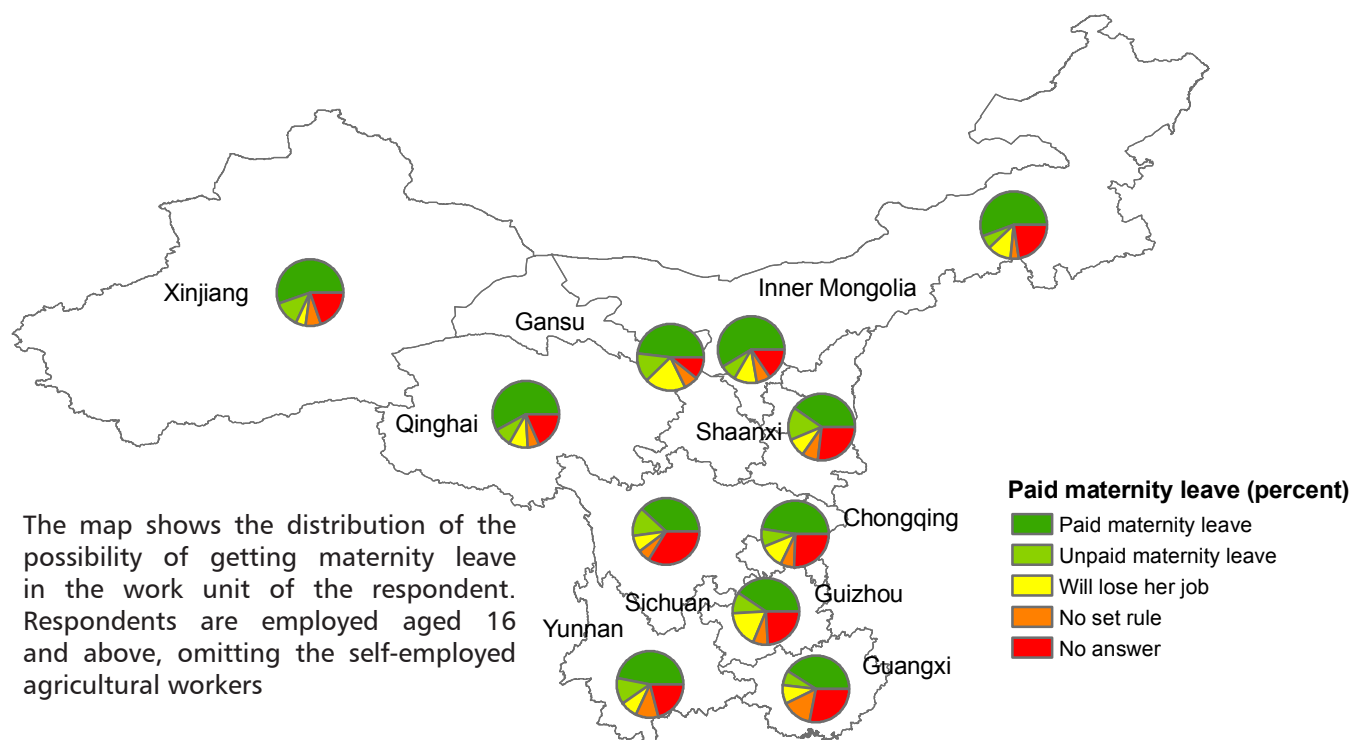 Xinjiang
Gansu
Inner Mongolia
Qinghai
Shaanxi
Chongqing
Sichuan
Guizhou
Yunnan
Guangxi
The map shows the distribution of the
possibility of getting maternity leave
in the work unit of the respondent.
Respondents are employed aged 16
and above, omitting the self-employed
agricultural workers
Paid maternity leave (percent)
Paid maternity leave
Unpaid maternity leave
Will lose her job
No set rule
No answer